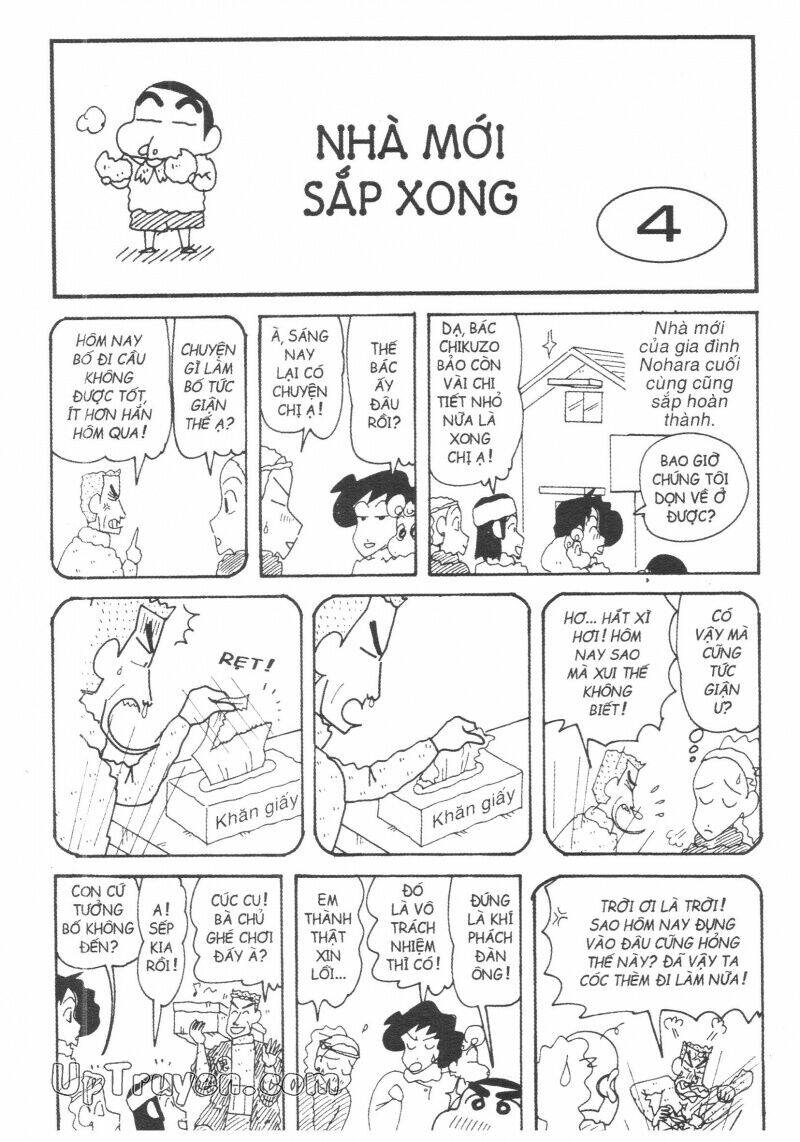 NHÀ MỚI
SẮP XONG
4
Nhà mới
của gia đình
Nohara cuối
cùng cũng
sắp hoàn
thành.
BAO GIỜ
CHÚNG TÔI
DỌN VỀ Ở
ĐƯỢC?
DẠ, BÁC
CHIKUZO
BẢO CÒN
VÀI CHI
TIẾT NHỎ
NỮA LÀ
XONG
CHỊ Ạ!
THẾ
BÁC
ẤY
ĐÂU
RỒI?
À, SÁNG
NAY
LẠI CÓ
CHUYỆN
CHỊ Ạ!
CHUYỆN
GÌ LÀM
BỐ TỨC
GIẬN
THẾ Ạ?
HÔM NAY
BỐ ĐI CÂU
KHÔNG
ĐƯỢC TỐT,
ÍT HƠN HẲN
HÔM QUA!
CÓ
VẬY MÀ
CŨNG
TỨC
GIẬN
Ư?
HƠ... HẮT XÌ
HƠI! HÔM
NAY SAO
MÀ XUI THẾ
KHÔNG
BIẾT!
Khăn giấy
RẸT!
Khăn giấy
TRỜI ƠI LÀ TRỜI!
SAO HÔM NAY ĐỤNG
VÀO ĐÂU CŨNG HỎNG
THẾ NÀY? ĐÃ VẬY TA
CÓC THÈM ĐI LÀM NỮA!
ĐÚNG
LÀ KHÍ
PHÁCH
ĐÀN
ÔNG!
ĐÓ
LÀ VÔ
TRÁCH
NHIỆM
THÌ CÓ!
EM
THÀNH
THẬT
XIN
LỖI...
CÚC CU!
BÀ CHỦ
GHÉ CHƠI
ĐẤY À?
A!
SẾP
KIA
RỒI!
CON CỨ
TƯỞNG
BỐ KHÔNG
ĐẾN?
UpTruyen.com